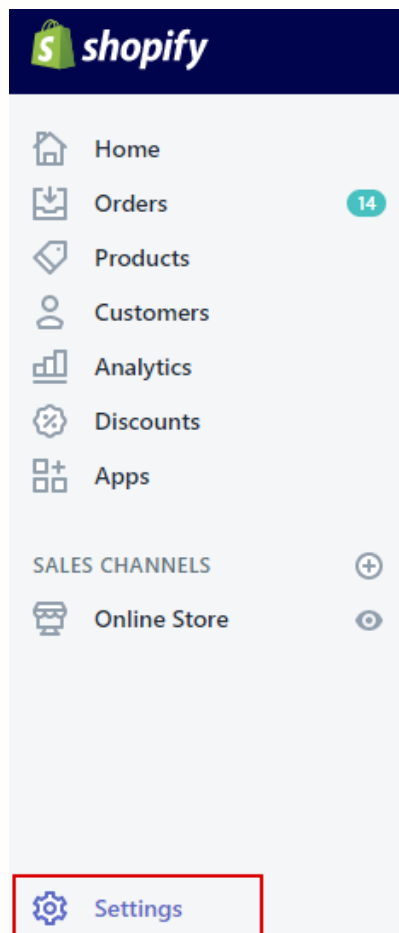 shopify
Home
Orders 14
Products
Customers
Analytics
Discounts
Apps
SALES CHANNELS
Online Store
Settings